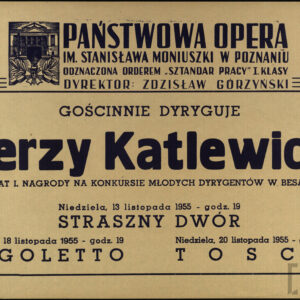 PAŃSTWOWA OPERA
IM. STANISŁAWA MONIUSZKI W POZNANIU
ODZNACZONA ORDEREM „SZTANDAR PRACY" I. KLASY
DYREKTOR: ZDZISŁAW GÓRZYŃSKI
GOŚCINNIE DYRYGUJE
erzy Katlewic
AT I. NAGRODY NA KONKURSIE MŁODYCH DYRYGENTÓW W BESA
Niedziela, 13 listopada 1955 - godz. 19
STRASZNY DWÓR
18 listopada 1955 - godz. 19
Niedziela, 20 listopada 1955 -
GOLETTO
TOSC